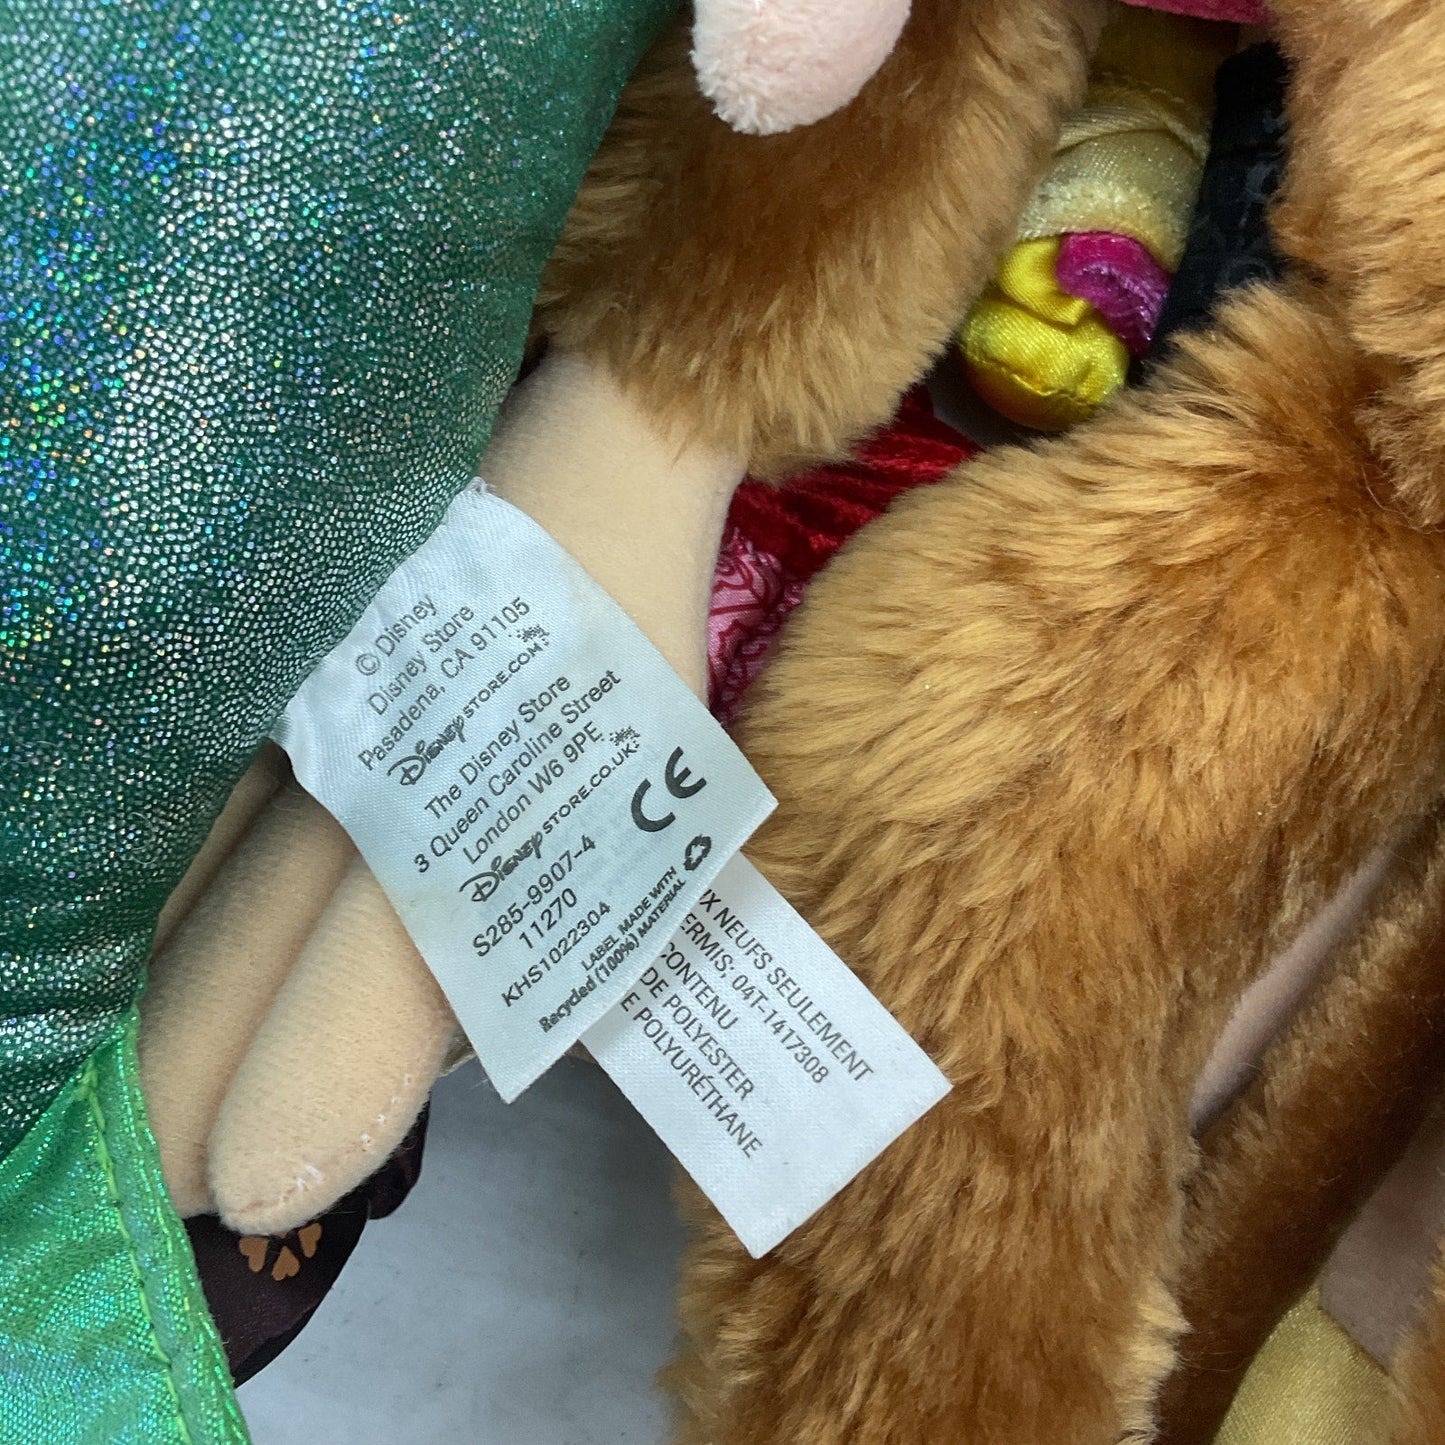 © Disney
Disney Store
Pasadena, CA 91105
DISNEYSTORE.COM
The Disney Store
3 Queen Caroline Street
London W6 9PE
DISNEYSTORE.CO.UK
CE
S285-9907-4
11270
KHS1022304
LABEL MADE WITH
Recycled (100%) MATERIAL
IX NEUFS SEULEMENT
ERMIS: 04T-1417308
CONTENU
DE POLYESTER
E POLYURÉTHANE